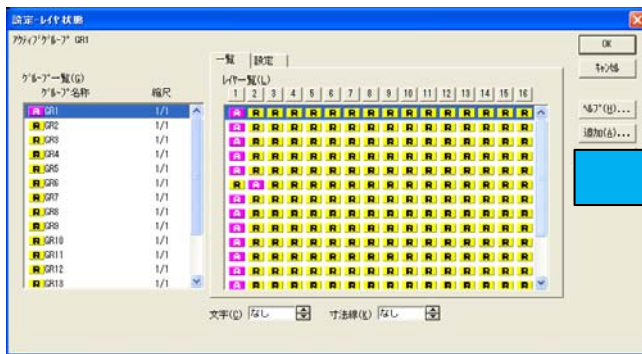 設定-レイヤ状態
アクティブグループ GR1
OK
キャンセル
ヘルプ(H)...
追加(A)...
グループ一覧(G)
グループ名称 縮尺
A GR1 1/1
R GR2 1/1
R GR3 1/1
R GR4 1/1
R GR5 1/1
R GR6 1/1
R GR7 1/1
R GR8 1/1
R GR9 1/1
R GR10 1/1
R GR11 1/1
R GR12 1/1
R GR13 1/1
一覧 設定
レイヤー一覧(L)
1 2 3 4 5 6 7 8 9 10 11 12 13 14 15 16
A R R R R R R R R R R R R R R R
A R R R R R R R R R R R R R R R
A R R R R R R R R R R R R R R R
A R R R R R R R R R R R R R R R
A R R R R R R R R R R R R R R R
R A R R R R R R R R R R R R R R
A R R R R R R R R R R R R R R R
A R R R R R R R R R R R R R R R
A R R R R R R R R R R R R R R R
A R R R R R R R R R R R R R R R
A R R R R R R R R R R R R R R R
A R R R R R R R R R R R R R R R
A R R R R R R R R R R R R R R R
文字(C) なし 寸法線(K) なし